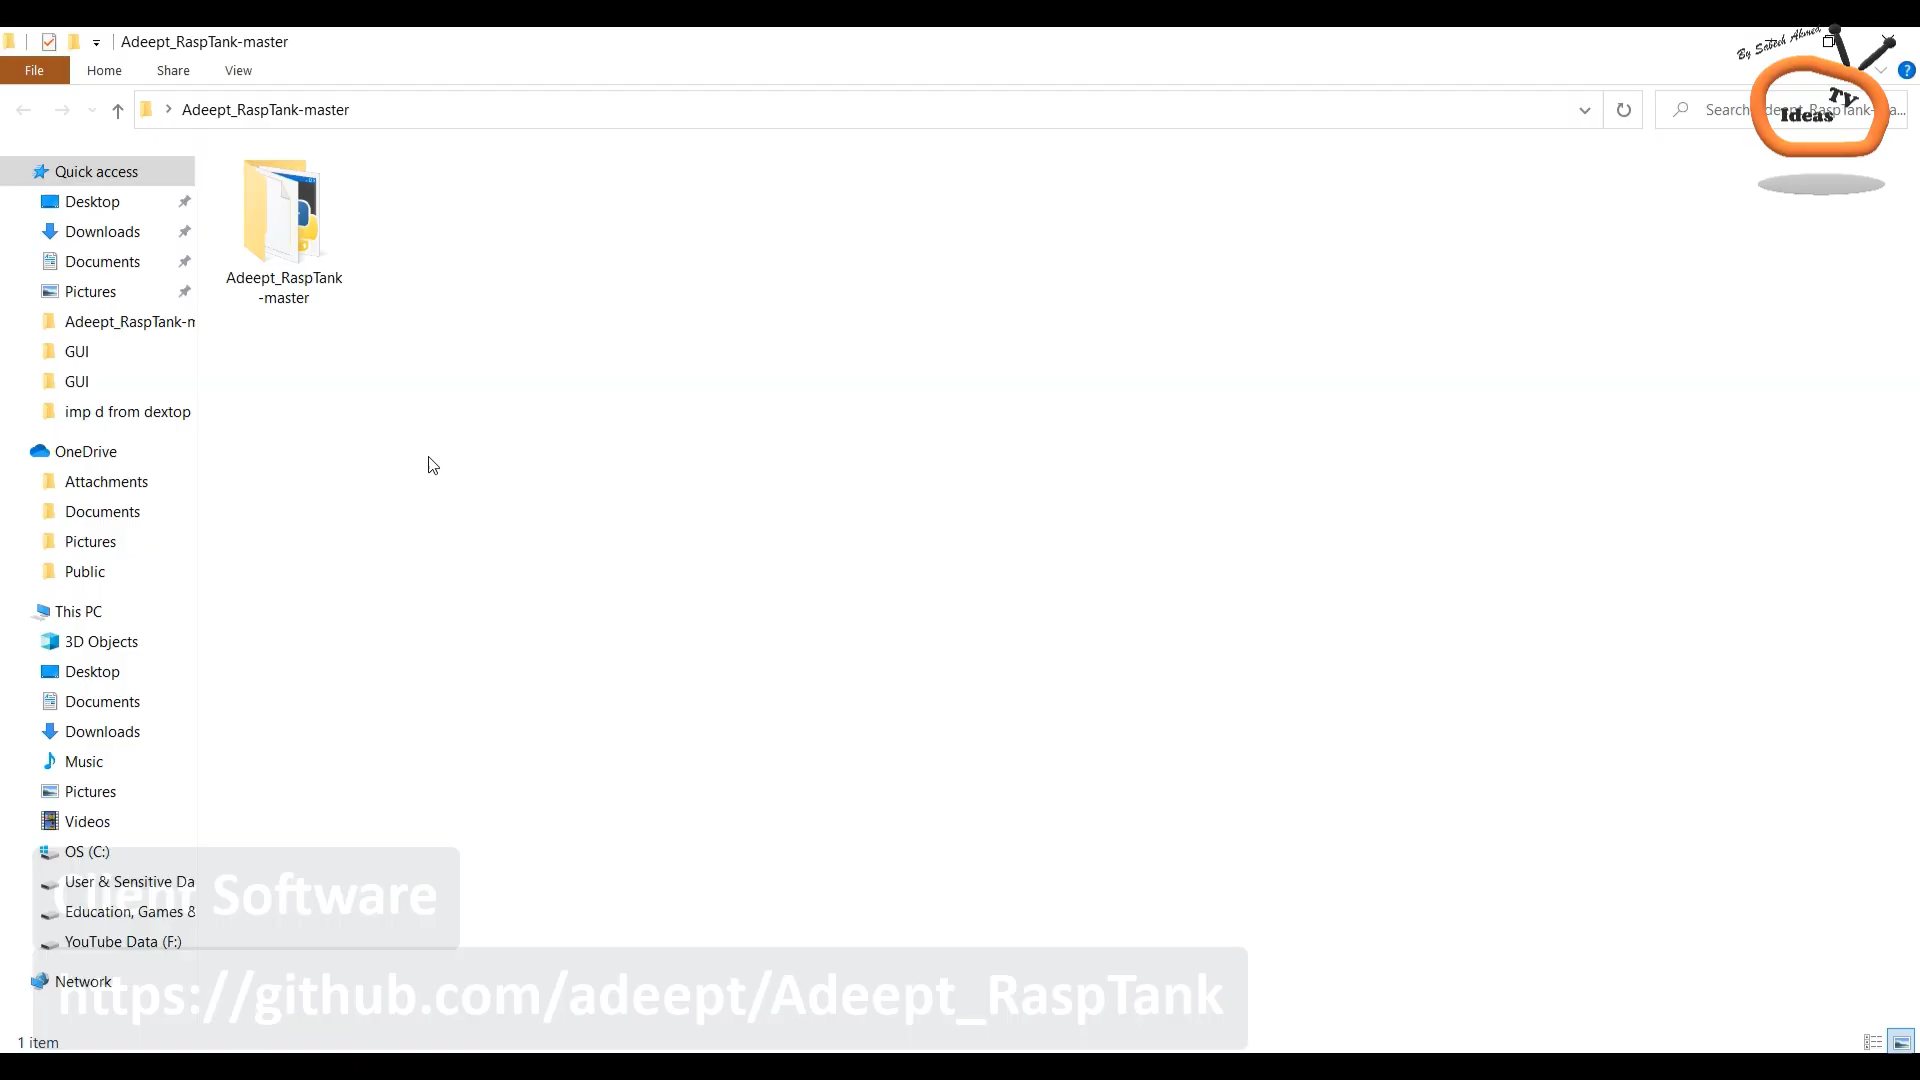 Adeept_RaspTank-master
By Sabeeh Ahmed
File Home Share View
Adeept_RaspTank-master
TV
Ideas
Quick access
Desktop
Downloads
Documents
Pictures
Adeept_RaspTank-m
GUI
GUI
imp d from dextop
OneDrive
Attachments
Documents
Pictures
Public
This PC
3D Objects
Desktop
Documents
Downloads
Music
Pictures
Videos
OS (C:)
User & Sensitive Da
Education, Games &
YouTube Data (F:)
Network
Adeept_RaspTank
-master
Client Software
https://github.com/adeept/Adeept_RaspTank
1 item